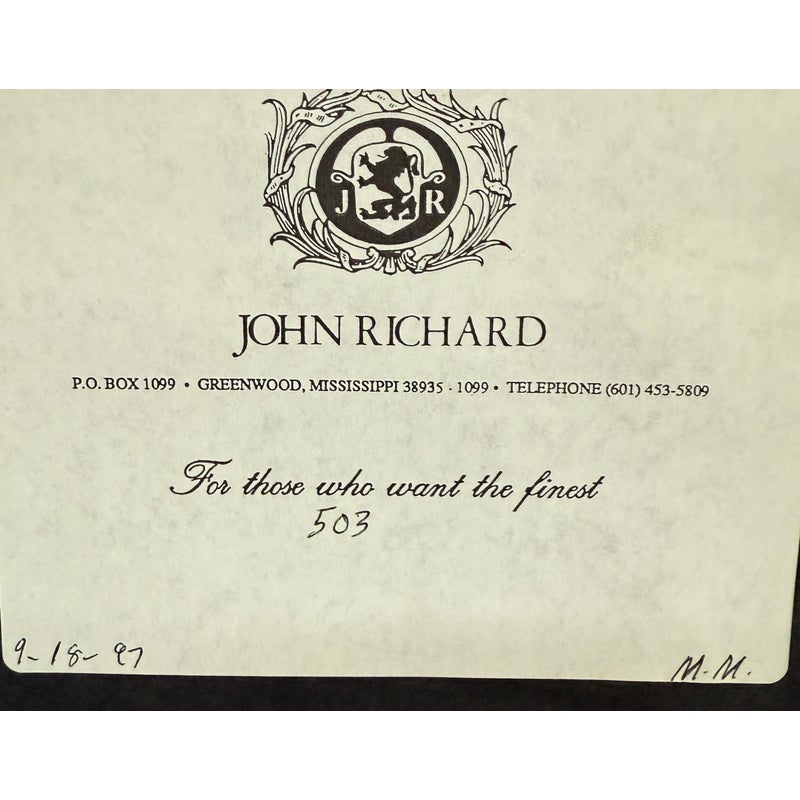 J R
JOHN RICHARD
P.O. BOX 1099 • GREENWOOD, MISSISSIPPI 38935 - 1099 • TELEPHONE (601) 453-5809
For those who want the finest
503
9-18-97
M.M.